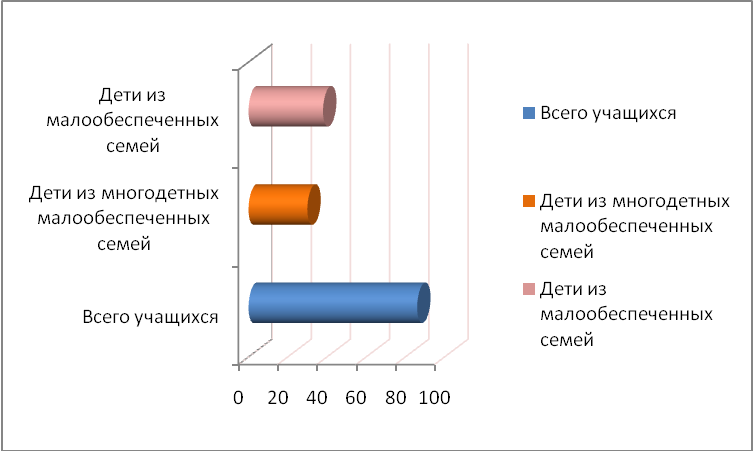 Дети из
малообеспеченных
семей
Дети из многодетных
малообеспеченных
семей
Всего учащихся
0 20 40 60 80 100
Всего учащихся
Дети из многодетных
малообеспеченных
семей
Дети из
малообеспеченных
семей